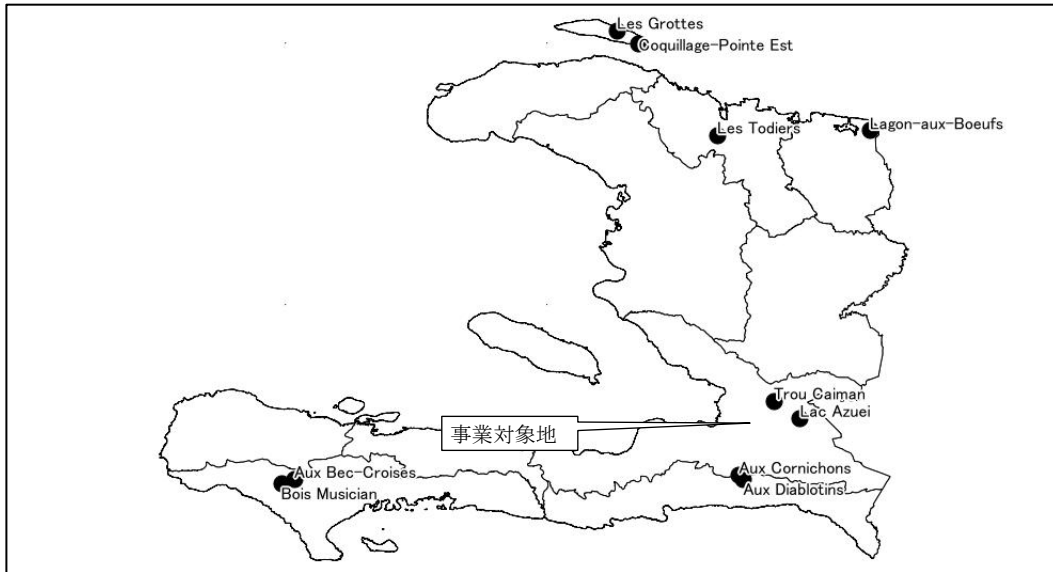 Les Grottes
Coquillage-Pointe Est
Les Todiers
Lagon-aux-Boeufs
Trou Caiman
Lac Azuei
事業対象地
Aux Bec-Croisés
Aux Cornichons
Bois Musician
Aux Diablotins